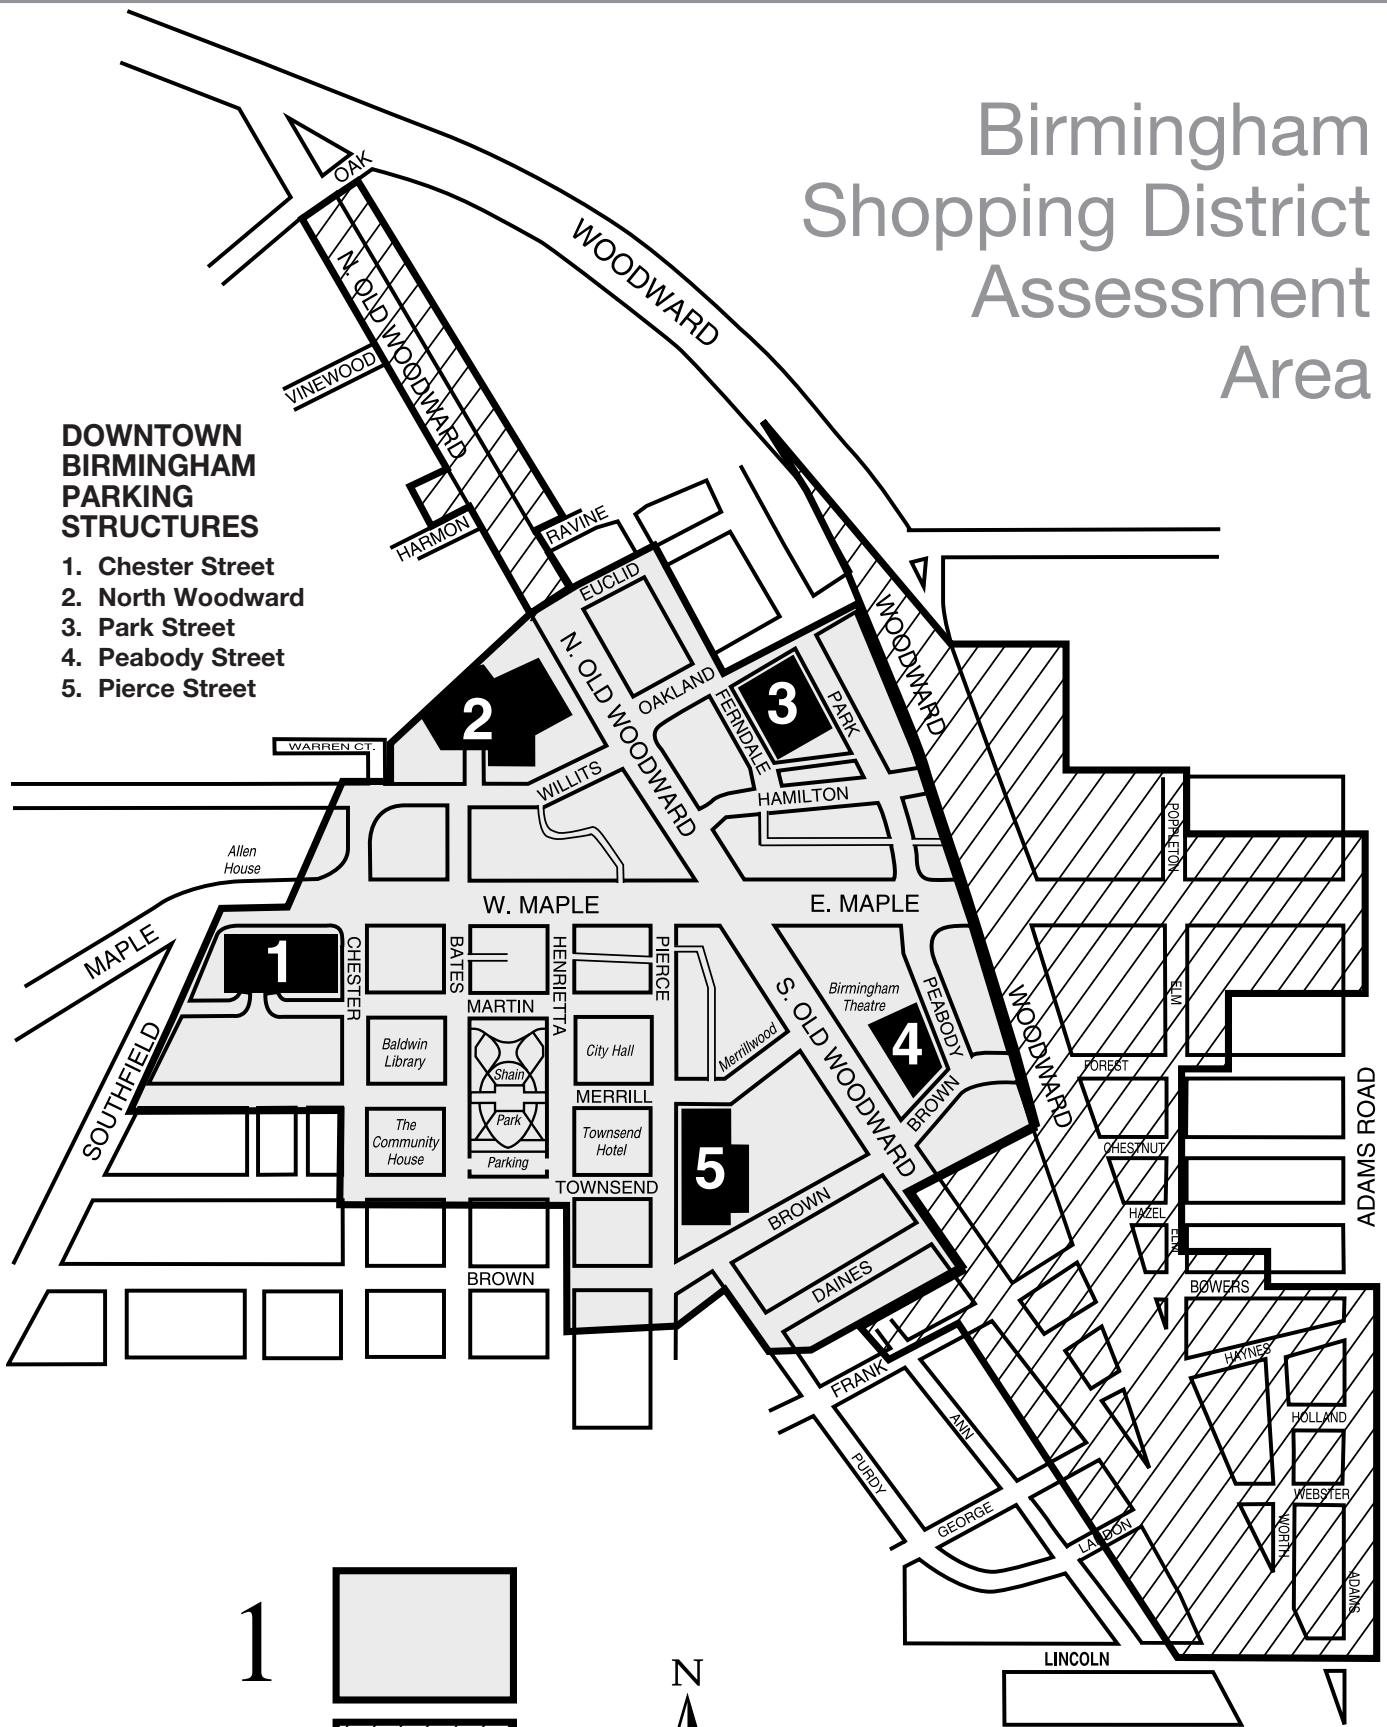 Birmingham
Shopping District
Assessment
Area
DOWNTOWN
BIRMINGHAM
PARKING
STRUCTURES
1. Chester Street
2. North Woodward
3. Park Street
4. Peabody Street
5. Pierce Street
OAK
WOODWARD
N. OLD WOODWARD
VINEWOOD
HARMON
RAVINE
EUCLID
N. OLD WOODWARD
OAKLAND
FERNDALE
3
PARK
WOODWARD
2
WARREN CT.
WILLITS
HAMILTON
POPPLETON
Allen
House
W. MAPLE
E. MAPLE
MAPLE
1
CHESTER
BATES
HENRIETTA
PIERCE
MARTIN
S. OLD WOODWARD
Birmingham
Theatre
PEABODY
4
WOODWARD
ELM
SOUTHFIELD
Baldwin
Library
Shain
Park
Parking
City Hall
Merrillwood
MERRILL
BROWN
FOREST
The
Community
House
Townsend
Hotel
5
CHESTNUT
ADAMS ROAD
TOWNSEND
BROWN
HAZEL
ELM
BROWN
DAINES
BOWERS
HAYNES
FRANK
ANN
HOLLAND
PURDY
WEBSTER
GEORGE
LANDON
WORTH
ADAMS
1
N
LINCOLN